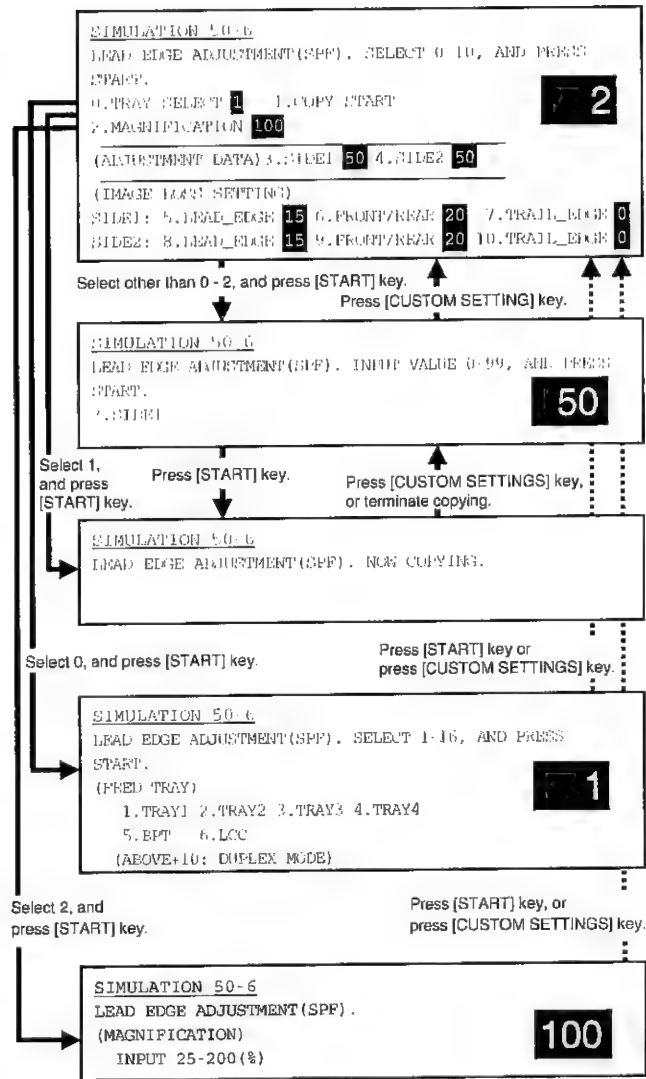 SIMULATION 50-6
LEAD EDGE ADJUSTMENT(SPF). SELECT 0-10, AND PRESS
START.
0.TRAY SELECT 1 1.COPY START
2.MAGNIFICATION 100
2
(ADJUSTMENT DATA) 3.SIDE1 50 4.SIDE2 50
(IMAGE LOSS SETTING)
SIDE1: 5.LEAD_EDGE 15 6.FRONT/REAR 20 7.TRAIL_EDGE 0
SIDE2: 8.LEAD_EDGE 15 9.FRONT/REAR 20 10.TRAIL_EDGE 0
Select other than 0 - 2, and press [START] key.
Press [CUSTOM SETTING] key.
SIMULATION 50-6
LEAD EDGE ADJUSTMENT(SPF). INPUT VALUE 0-99, AND PRESS
START.
SIDE1
50
Select 1,
and press
[START] key.
Press [START] key.
Press [CUSTOM SETTINGS] key,
or terminate copying.
SIMULATION 50-6
LEAD EDGE ADJUSTMENT(SPF). NOW COPYING.
Select 0, and press [START] key.
Press [START] key or
press [CUSTOM SETTINGS] key.
SIMULATION 50-6
LEAD EDGE ADJUSTMENT(SPF). SELECT 1-16, AND PRESS
START.
(FEED TRAY)
1.TRAY1 2.TRAY2 3.TRAY3 4.TRAY4
5.BPT 6.LCC
(ABOVE+10: DUPLEX MODE)
1
Select 2, and
press [START] key.
Press [START] key, or
press [CUSTOM SETTINGS] key.
SIMULATION 50-6
LEAD EDGE ADJUSTMENT(SPF).
(MAGNIFICATION)
INPUT 25-200(%)
100